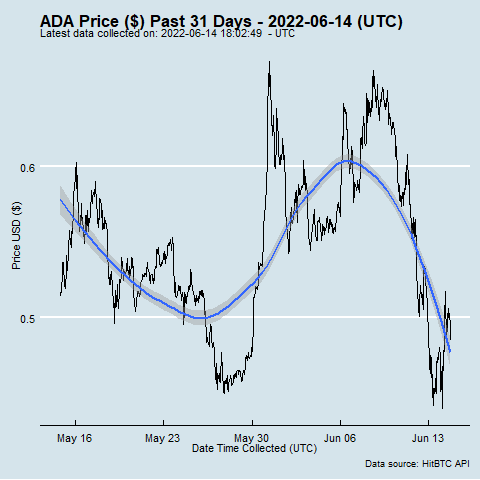 ADA Price ($) Past 31 Days - 2022-06-14 (UTC)
Latest data collected on: 2022-06-14 18:02:49  - UTC
Price USD ($)
0.6
0.5
May 16 May 23 May 30 Jun 06 Jun 13
Date Time Collected (UTC)
Data source: HitBTC API